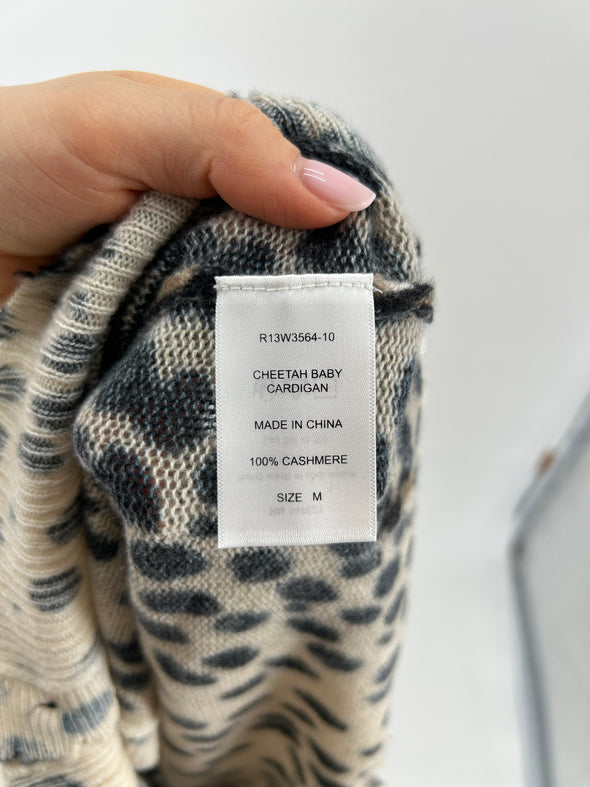 R13W3564-10
CHEETAH BABY
CARDIGAN
MADE IN CHINA
100% CASHMERE
SIZE M